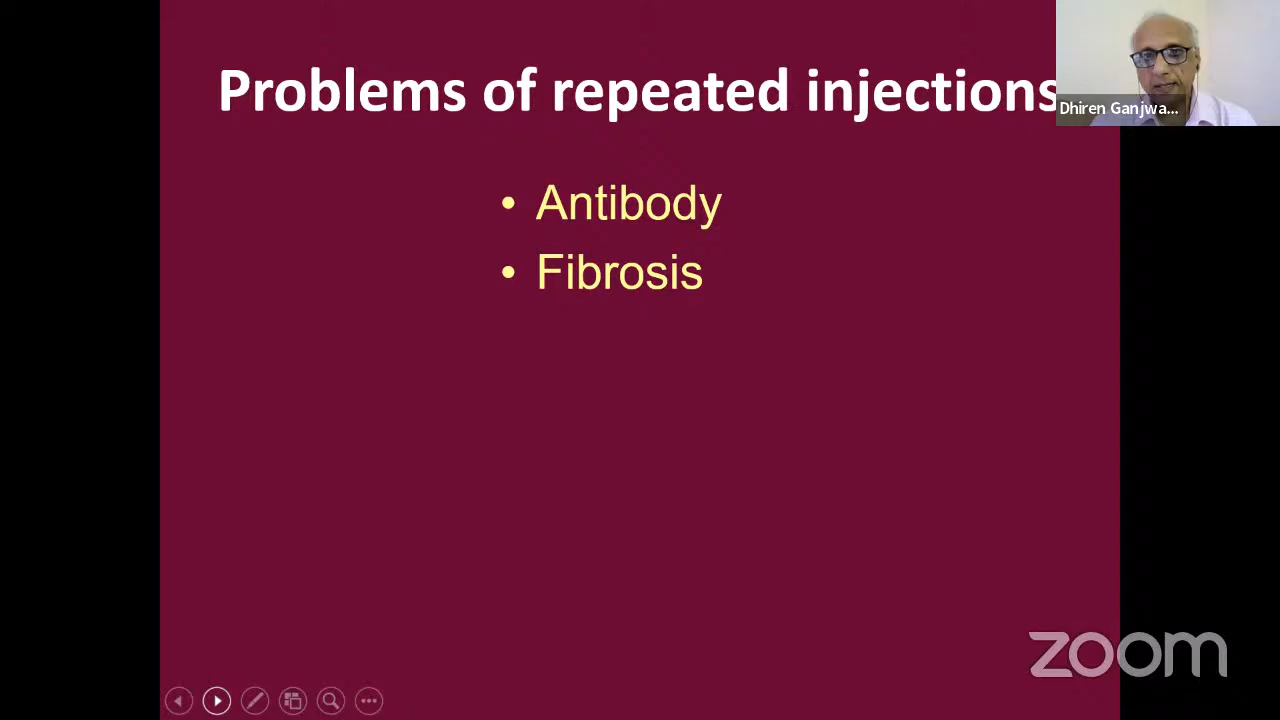 Problems of repeated injections
Dhiren Ganjwa...
• Antibody
• Fibrosis
zoom